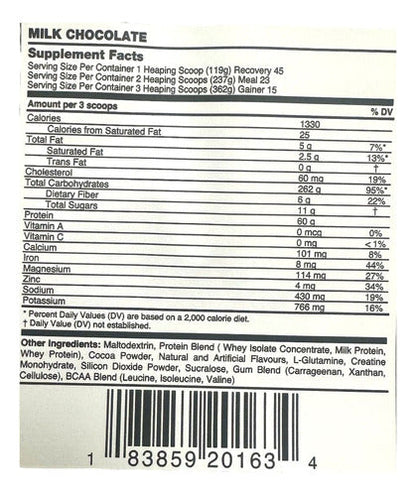 MILK CHOCOLATE
Supplement Facts
Serving Size Per Container 1 Heaping Scoop (119g) Recovery 45
Serving Size Per Container 2 Heaping Scoops (237g) Meal 23
Serving Size Per Container 3 Heaping Scoops (362g) Gainer 15
Amount per 3 scoops % DV
Calories 1330
Calories from Saturated Fat 25
Total Fat 5 g 7%*
Saturated Fat 2.5 g 13%*
Trans Fat 0 g †
Cholesterol 60 mg 19%
Total Carbohydrates 262 g 95%*
Dietary Fiber 6 g 22%
Total Sugars 11 g †
Protein 60 g
Vitamin A 0 mcg 0%
Vitamin C 0 mg < 1%
Calcium 101 mg 8%
Iron 8 mg 44%
Magnesium 114 mg 27%
Zinc 4 mg 34%
Sodium 430 mg 19%
Potassium 766 mg 16%
* Percent Daily Values (DV) are based on a 2,000 calorie diet.
† Daily Value (DV) not established.
Other Ingredients: Maltodextrin, Protein Blend ( Whey Isolate Concentrate, Milk Protein,
Whey Protein), Cocoa Powder, Natural and Artificial Flavours, L-Glutamine, Creatine
Monohydrate, Silicon Dioxide Powder, Sucralose, Gum Blend (Carrageenan, Xanthan,
Cellulose), BCAA Blend (Leucine, Isoleucine, Valine)
1 83859 20163 4